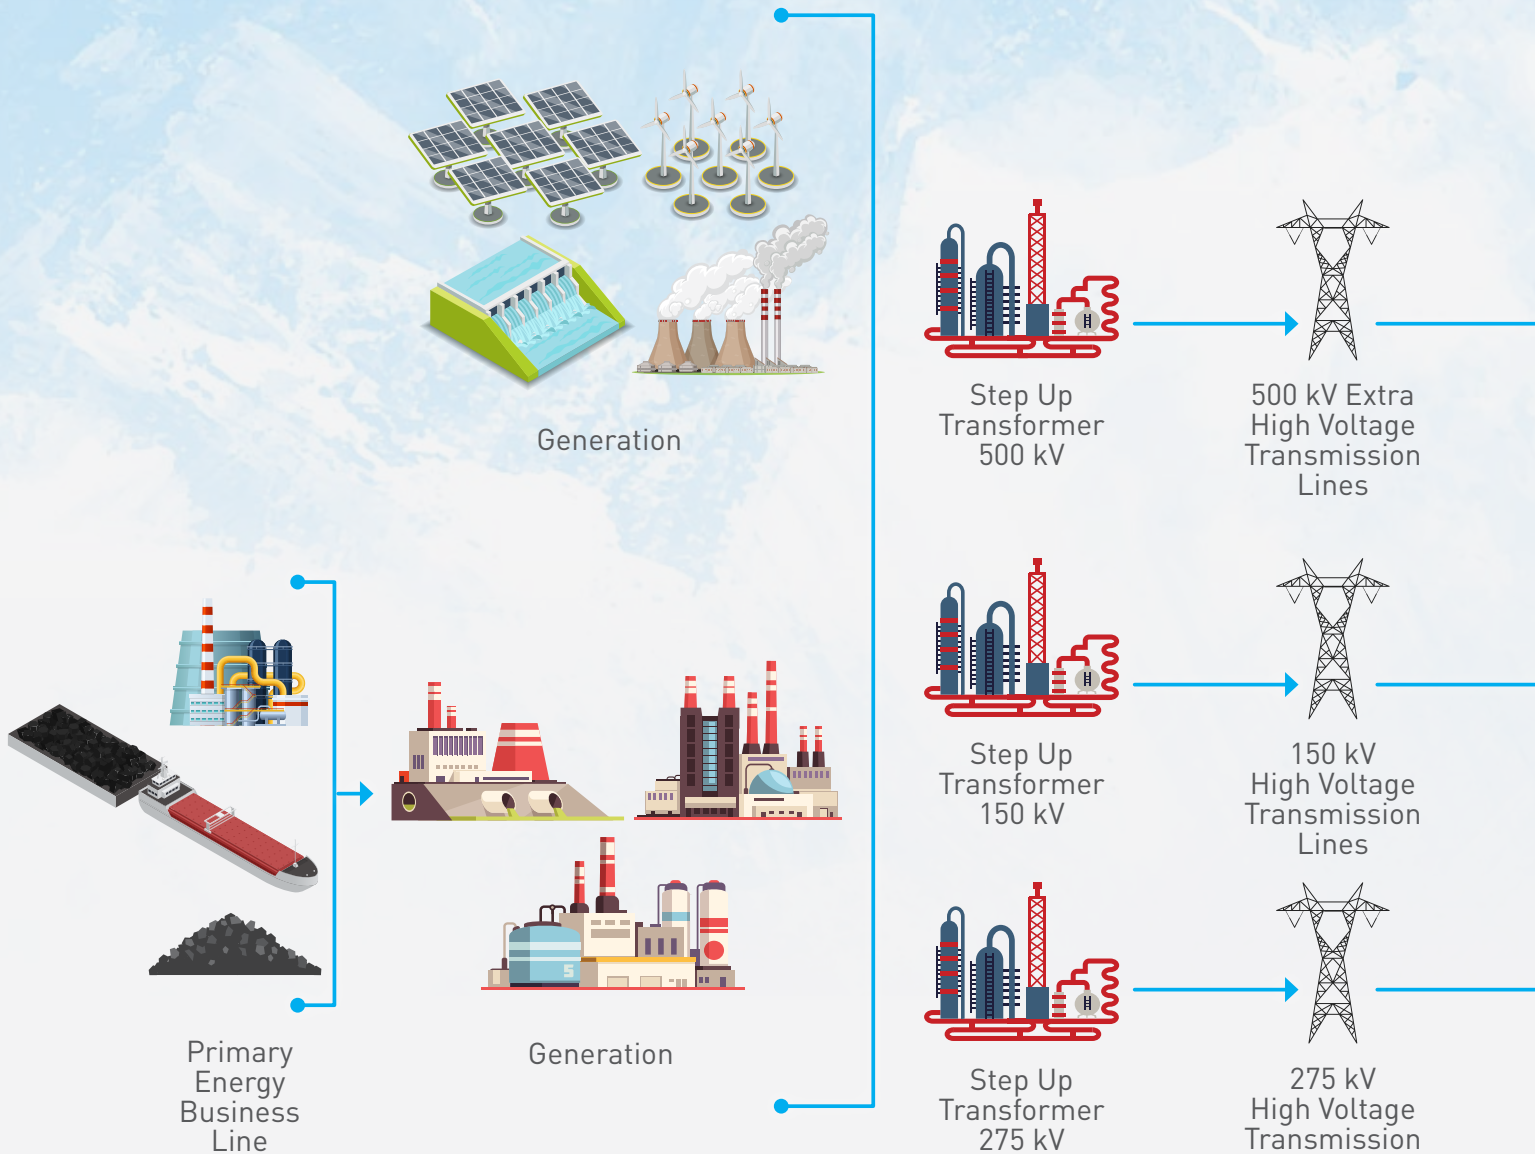 Generation
Step Up
Transformer
500 kV
500 kV Extra
High Voltage
Transmission
Lines
Step Up
Transformer
150 kV
150 kV
High Voltage
Transmission
Lines
5
Primary
Energy
Business
Line
Generation
Step Up
Transformer
275 kV
275 kV
High Voltage
Transmission